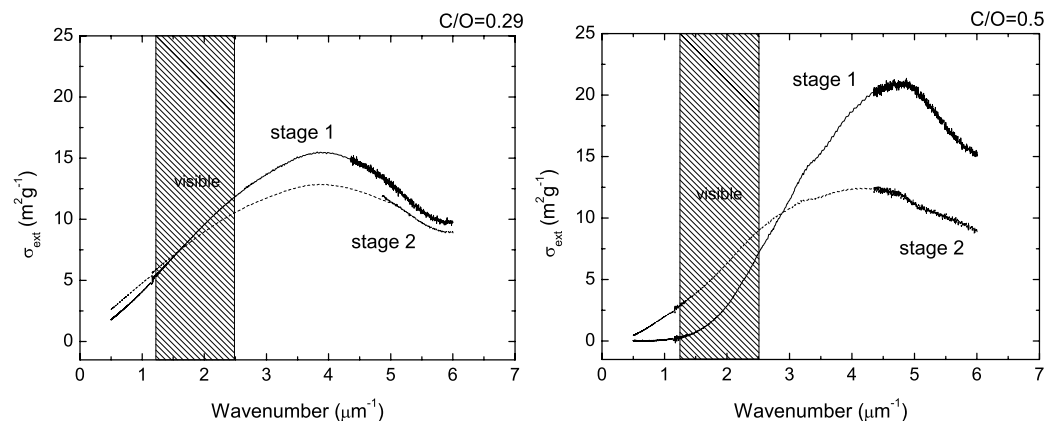 C/O=0.29
25
20
15
10
5
0
σext (m²g⁻¹)
stage 1
visible
stage 2
0 1 2 3 4 5 6 7
Wavenumber (μm⁻¹)
C/O=0.5
25
20
15
10
5
0
σext (m²g⁻¹)
stage 1
visible
stage 2
0 1 2 3 4 5 6 7
Wavenumber (μm⁻¹)